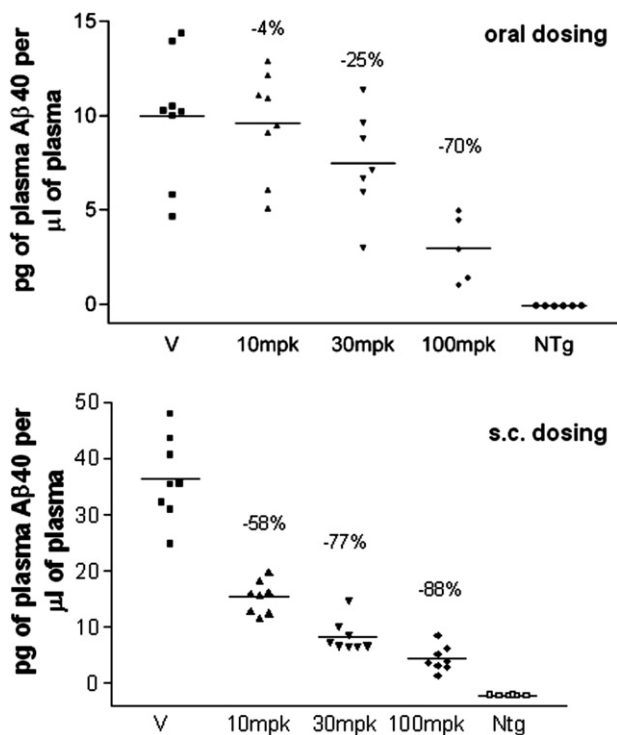 15
10
5
0
pg of plasma Aβ40 per
μl of plasma
oral dosing
-4%
-25%
-70%
V 10mpk 30mpk 100mpk NTg
50
40
30
20
10
0
pg of plasma Aβ40 per
μl of plasma
s.c. dosing
-58%
-77%
-88%
V 10mpk 30mpk 100mpk Ntg